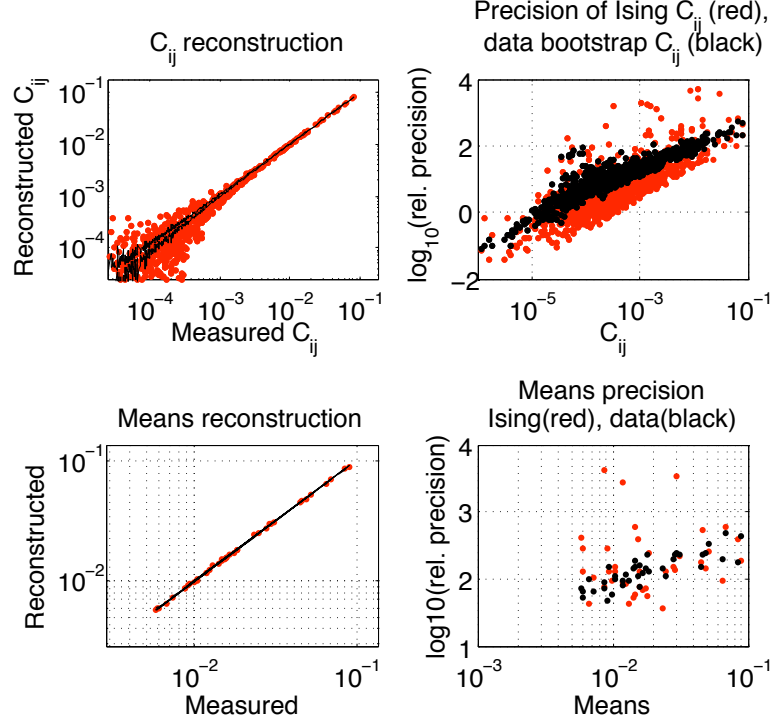 C_ij reconstruction
Reconstructed C_ij
10^−1
10^−2
10^−3
10^−4
10^−4 10^−3 10^−2 10^−1
Measured C_ij
Precision of Ising C_ij (red),
data bootstrap C_ij (black)
log_10(rel. precision)
4
2
0
−2
10^−5 10^−3 10^−1
C_ij
Means reconstruction
Reconstructed
10^−1
10^−2
10^−2 10^−1
Measured
Means precision
Ising(red), data(black)
log10(rel. precision)
4
3
2
1
10^−3 10^−2 10^−1
Means